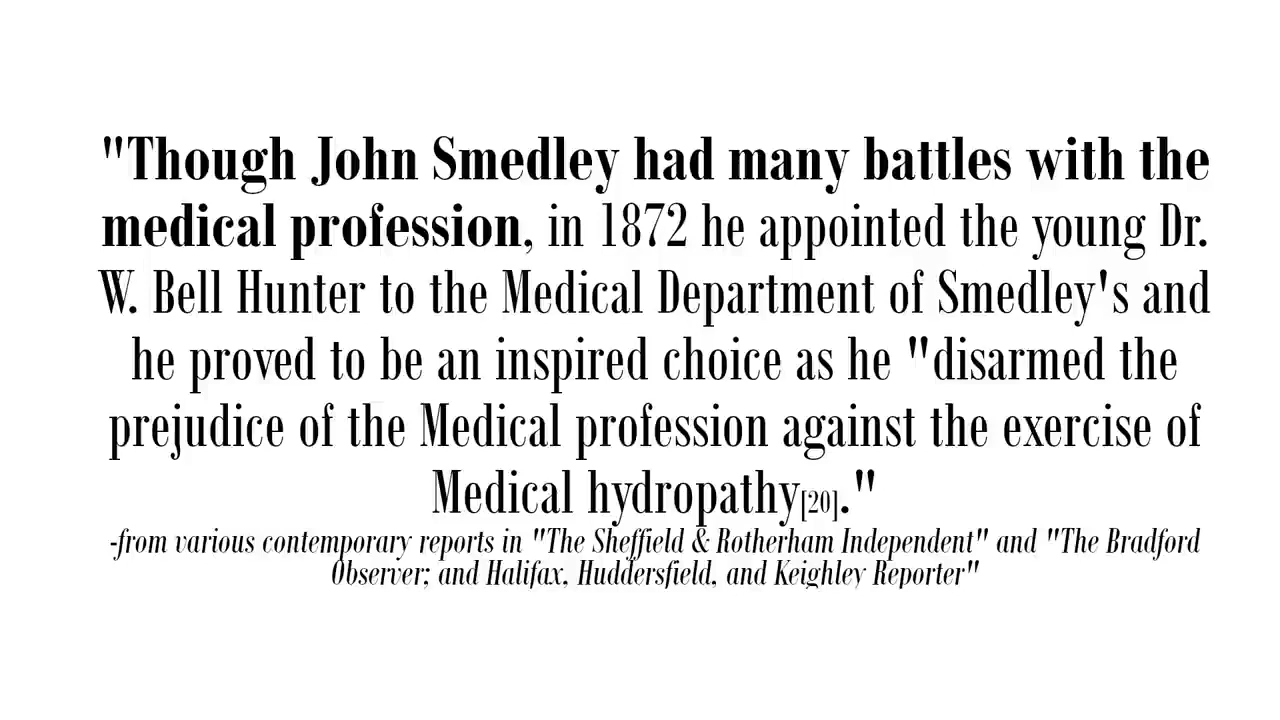 "Though John Smedley had many battles with the
medical profession, in 1872 he appointed the young Dr.
W. Bell Hunter to the Medical Department of Smedley's and
he proved to be an inspired choice as he "disarmed the
prejudice of the Medical profession against the exercise of
Medical hydropathy[20]."
-from various contemporary reports in "The Sheffield & Rotherham Independent" and "The Bradford
Observer; and Halifax, Huddersfield, and Keighley Reporter"